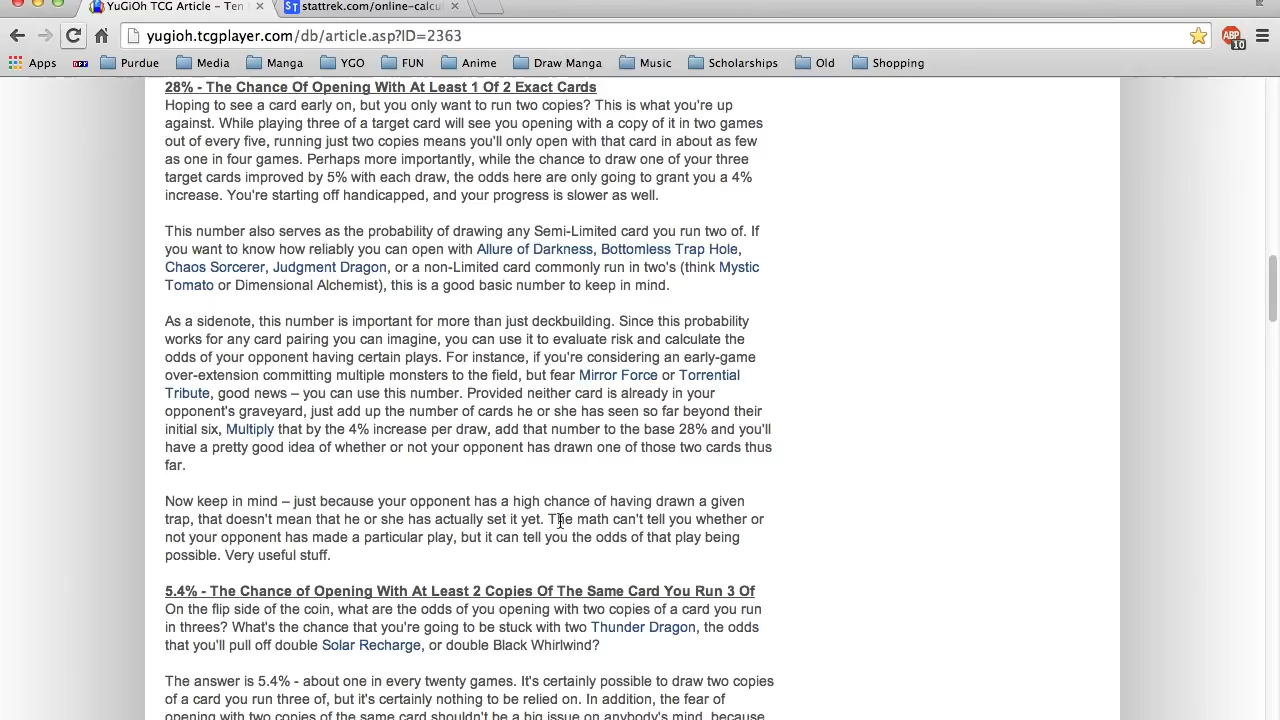 YuGiOh TCG Article – Ten
stattrek.com/online-calcul
yugioh.tcgplayer.com/db/article.asp?ID=2363
ABP
10
Apps
npr
Purdue
Media
Manga
YGO
FUN
Anime
Draw Manga
Music
Scholarships
Old
Shopping
28% - The Chance Of Opening With At Least 1 Of 2 Exact Cards
Hoping to see a card early on, but you only want to run two copies? This is what you're up
against. While playing three of a target card will see you opening with a copy of it in two games
out of every five, running just two copies means you'll only open with that card in about as few
as one in four games. Perhaps more importantly, while the chance to draw one of your three
target cards improved by 5% with each draw, the odds here are only going to grant you a 4%
increase. You're starting off handicapped, and your progress is slower as well.
This number also serves as the probability of drawing any Semi-Limited card you run two of. If
you want to know how reliably you can open with Allure of Darkness, Bottomless Trap Hole,
Chaos Sorcerer, Judgment Dragon, or a non-Limited card commonly run in two's (think Mystic
Tomato or Dimensional Alchemist), this is a good basic number to keep in mind.
As a sidenote, this number is important for more than just deckbuilding. Since this probability
works for any card pairing you can imagine, you can use it to evaluate risk and calculate the
odds of your opponent having certain plays. For instance, if you're considering an early-game
over-extension committing multiple monsters to the field, but fear Mirror Force or Torrential
Tribute, good news – you can use this number. Provided neither card is already in your
opponent's graveyard, just add up the number of cards he or she has seen so far beyond their
initial six, Multiply that by the 4% increase per draw, add that number to the base 28% and you'll
have a pretty good idea of whether or not your opponent has drawn one of those two cards thus
far.
Now keep in mind – just because your opponent has a high chance of having drawn a given
trap, that doesn't mean that he or she has actually set it yet. The math can't tell you whether or
not your opponent has made a particular play, but it can tell you the odds of that play being
possible. Very useful stuff.
5.4% - The Chance of Opening With At Least 2 Copies Of The Same Card You Run 3 Of
On the flip side of the coin, what are the odds of you opening with two copies of a card you run
in threes? What's the chance that you're going to be stuck with two Thunder Dragon, the odds
that you'll pull off double Solar Recharge, or double Black Whirlwind?
The answer is 5.4% - about one in every twenty games. It's certainly possible to draw two copies
of a card you run three of, but it's certainly nothing to be relied on. In addition, the fear of
opening with two copies of the same card shouldn't be a big issue on anybody's mind, because